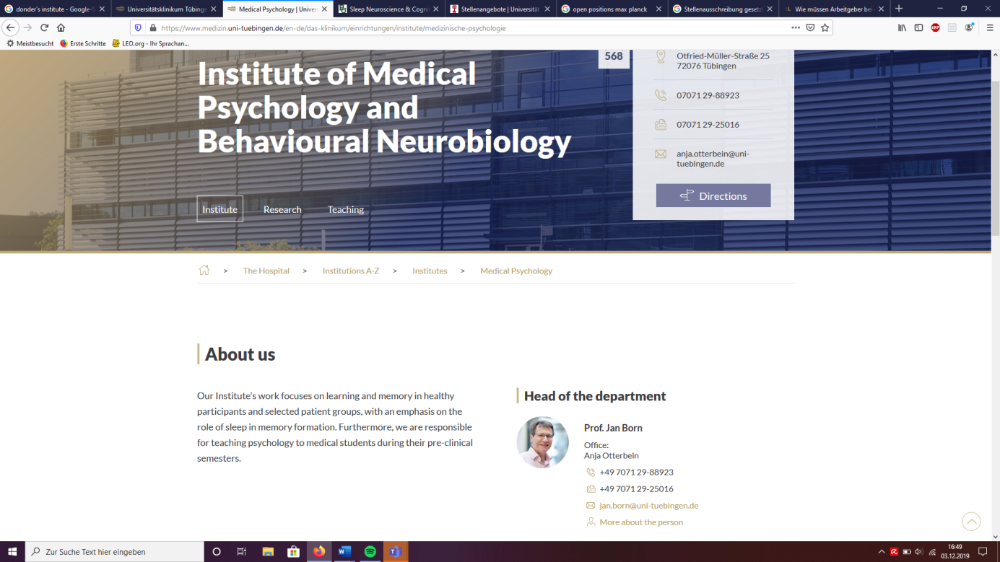 donder´s institute - Google-S
Universitätsklinikum Tübinge
Medical Psychology | Univers
Sleep Neuroscience & Cognit
Stellenangebote | Universität
open positions max planck
Stellenausschreibung gesetzl
Wie müssen Arbeitgeber bei
https://www.medizin.uni-tuebingen.de/en-de/das-klinikum/einrichtungen/institute/medizinische-psychologie
Meistbesucht
Erste Schritte
LEO.org - Ihr Sprachan...
ABP
Institute of Medical
Psychology and
Behavioural Neurobiology
568
Otfried-Müller-Straße 25
72076 Tübingen
07071 29-88923
07071 29-25016
anja.otterbein@uni-
tuebingen.de
Directions
Institute Research Teaching
> The Hospital > Institutions A-Z > Institutes > Medical Psychology
About us
Our Institute's work focuses on learning and memory in healthy
participants and selected patient groups, with an emphasis on the
role of sleep in memory formation. Furthermore, we are responsible
for teaching psychology to medical students during their pre-clinical
semesters.
Head of the department
Prof. Jan Born
Office:
Anja Otterbein
+49 7071 29-88923
+49 7071 29-25016
jan.born@uni-tuebingen.de
More about the person
Zur Suche Text hier eingeben
16:49
03.12.2019